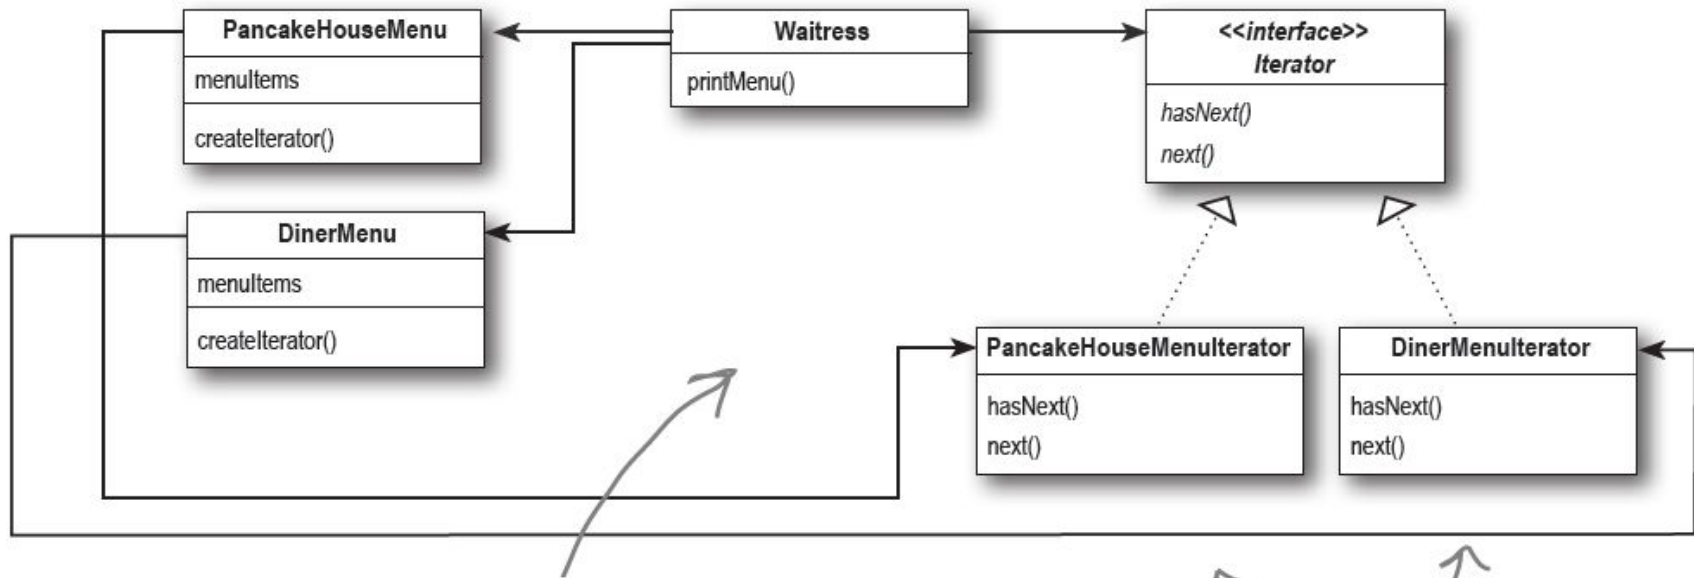 PancakeHouseMenu
menuItems
createIterator()
Waitress
printMenu()
<<interface>>
Iterator
hasNext()
next()
DinerMenu
menuItems
createIterator()
PancakeHouseMenuIterator
hasNext()
next()
DinerMenuIterator
hasNext()
next()